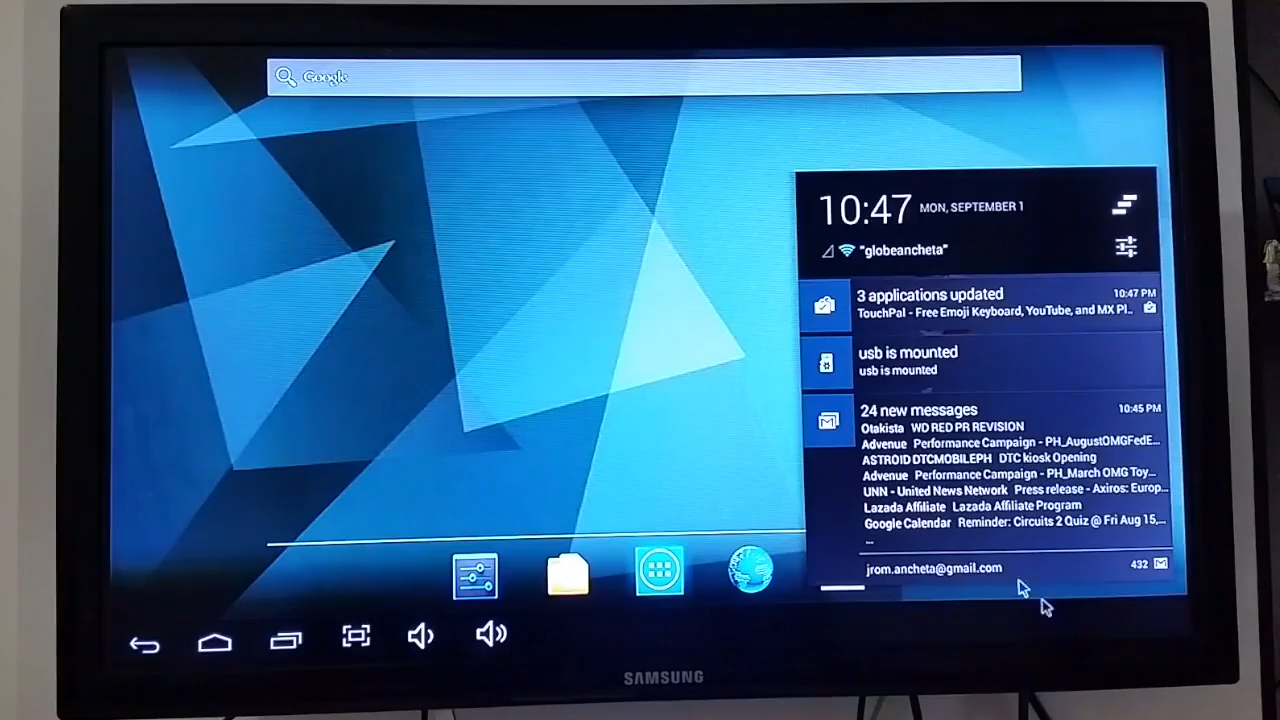 Google
10:47 MON, SEPTEMBER 1
"globeancheta"
3 applications updated 10:47 PM
TouchPal - Free Emoji Keyboard, YouTube, and MX Pl..
usb is mounted
usb is mounted
24 new messages 10:45 PM
Otakista WD RED PR REVISION
Advenue Performance Campaign - PH_AugustOMGFedE...
ASTROID DTCMOBILEPH DTC kiosk Opening
Advenue Performance Campaign - PH_March OMG Toy...
UNN - United News Network Press release - Axiros: Europ...
Lazada Affiliate Lazada Affiliate Program
Google Calendar Reminder: Circuits 2 Quiz @ Fri Aug 15,...
...
jrom.ancheta@gmail.com 432
SAMSUNG